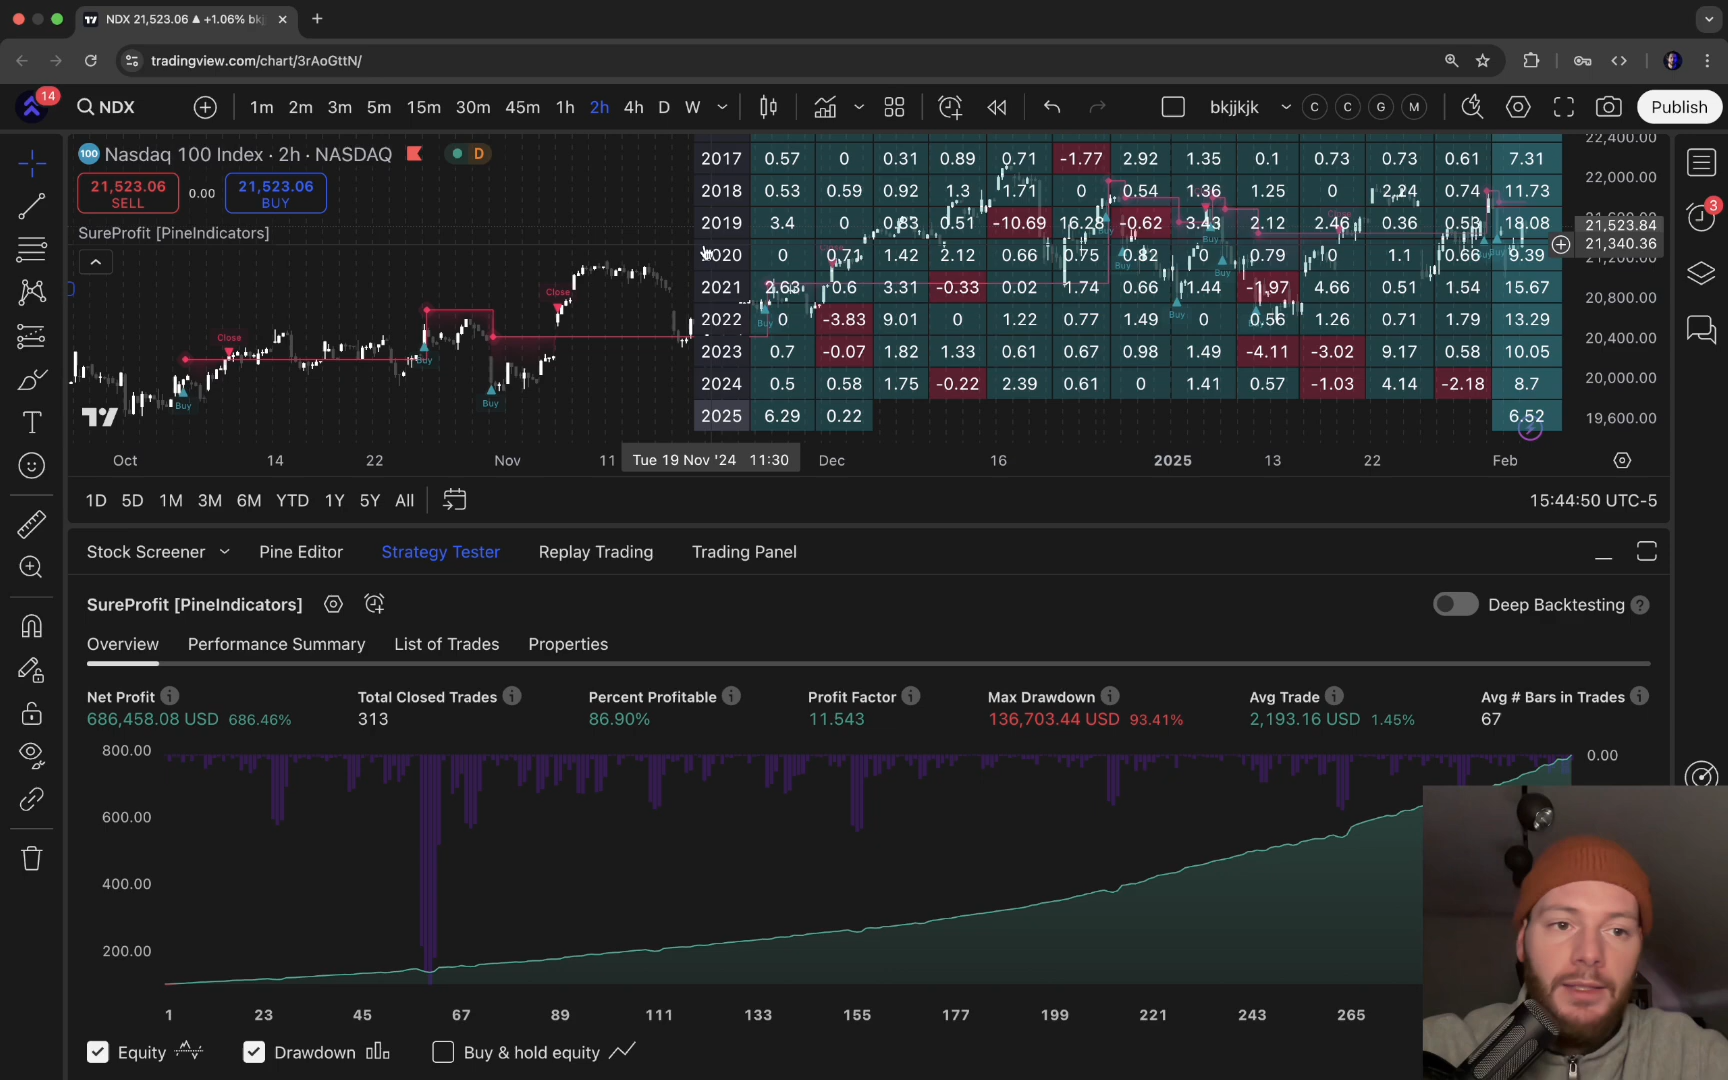 NDX 21,523.06 ▲ +1.06% bkj
tradingview.com/chart/3rAoGttN/
14
NDX
1m 2m 3m 5m 15m 30m 45m 1h 2h 4h D W
bkjjkjk
C C G M
Publish
100 Nasdaq 100 Index · 2h · NASDAQ
D
21,523.06
SELL
0.00
21,523.06
BUY
SureProfit [PineIndicators]
2017 0.57 0 0.31 0.89 0.71 -1.77 2.92 1.35 0.1 0.73 0.73 0.61 7.31
2018 0.53 0.59 0.92 1.3 1.71 0 0.54 1.36 1.25 0 2.24 0.74 11.73
2019 3.4 0 0.83 0.51 -10.69 16.28 -0.62 3.43 2.12 2.46 0.36 0.53 18.08
2020 0 0.71 1.42 2.12 0.66 0.75 0.82 0 0.79 0 1.1 0.66 9.39
2021 2.63 0.6 3.31 -0.33 0.02 1.74 0.66 1.44 -1.97 4.66 0.51 1.54 15.67
2022 0 -3.83 9.01 0 1.22 0.77 1.49 0 0.56 1.26 0.71 1.79 13.29
2023 0.7 -0.07 1.82 1.33 0.61 0.67 0.98 1.49 -4.11 -3.02 9.17 0.58 10.05
2024 0.5 0.58 1.75 -0.22 2.39 0.61 0 1.41 0.57 -1.03 4.14 -2.18 8.7
2025 6.29 0.22 6.52
Close
Buy
Buy
Buy
Close
Buy
Buy
Buy
Buy
Buy
22,400.00
22,000.00
21,523.84
21,340.36
20,800.00
20,400.00
20,000.00
19,600.00
3
Oct 14 22 Nov 11 Tue 19 Nov '24 11:30 Dec 16 2025 13 22 Feb
1D 5D 1M 3M 6M YTD 1Y 5Y All
15:44:50 UTC-5
Stock Screener Pine Editor Strategy Tester Replay Trading Trading Panel
SureProfit [PineIndicators]
Deep Backtesting
Overview Performance Summary List of Trades Properties
Net Profit Total Closed Trades Percent Profitable Profit Factor Max Drawdown Avg Trade Avg # Bars in Trades
686,458.08 USD 686.46% 313 86.90% 11.543 136,703.44 USD 93.41% 2,193.16 USD 1.45% 67
800.00
600.00
400.00
200.00
0.00
1 23 45 67 89 111 133 155 177 199 221 243 265
Equity Drawdown Buy & hold equity